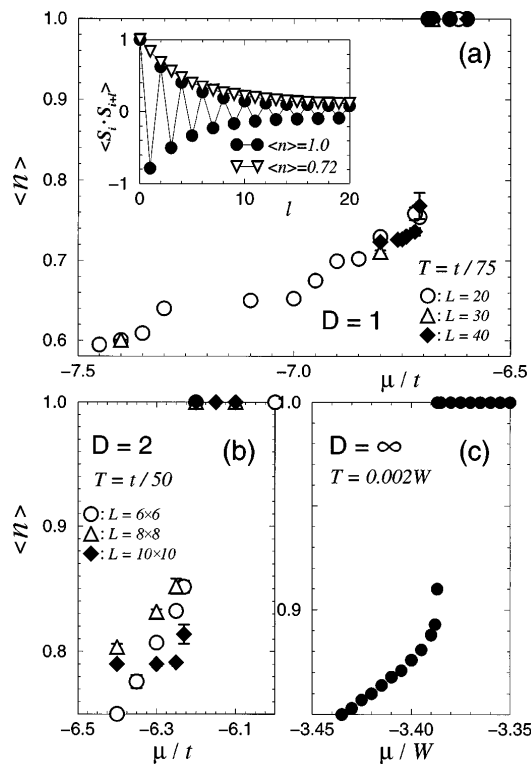 1.0
0.9
0.8
0.7
0.6
<n>
(a)
1
0
−1
<S_i · S_{i+l}>
<n>=1.0
<n>=0.72
0 10 20
l
T = t / 75
: L = 20
: L = 30
: L = 40
D = 1
−7.5 −7.0 −6.5
μ / t
1.0
0.9
0.8
<n>
D = 2
(b)
T = t / 50
: L = 6×6
: L = 8×8
: L = 10×10
−6.5 −6.3 −6.1
μ / t
1.0
0.9
D = ∞
(c)
T = 0.002W
−3.45 −3.40 −3.35
μ / W